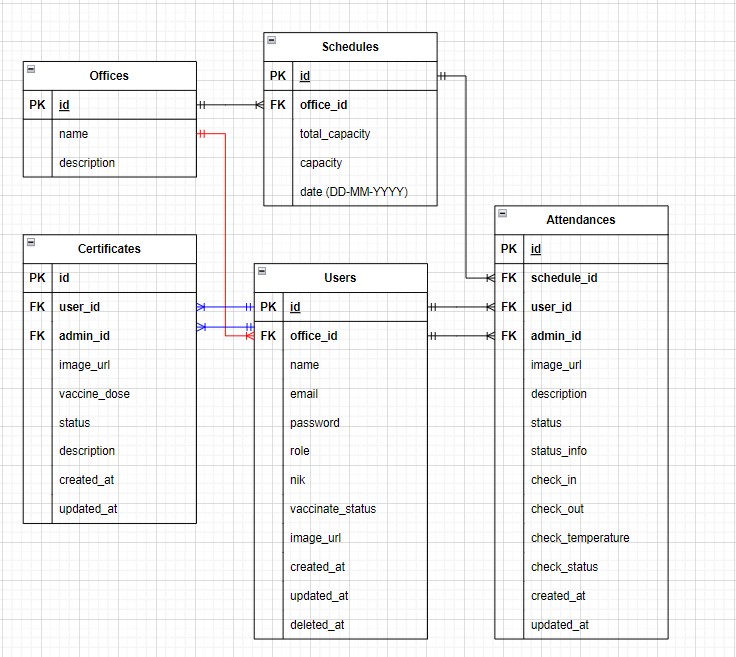 Offices
PK id
name
description
Schedules
PK id
FK office_id
total_capacity
capacity
date (DD-MM-YYYY)
Certificates
PK id
FK user_id
FK admin_id
image_url
vaccine_dose
status
description
created_at
updated_at
Users
PK id
FK office_id
name
email
password
role
nik
vaccinate_status
image_url
created_at
updated_at
deleted_at
Attendances
PK id
FK schedule_id
FK user_id
FK admin_id
image_url
description
status
status_info
check_in
check_out
check_temperature
check_status
created_at
updated_at